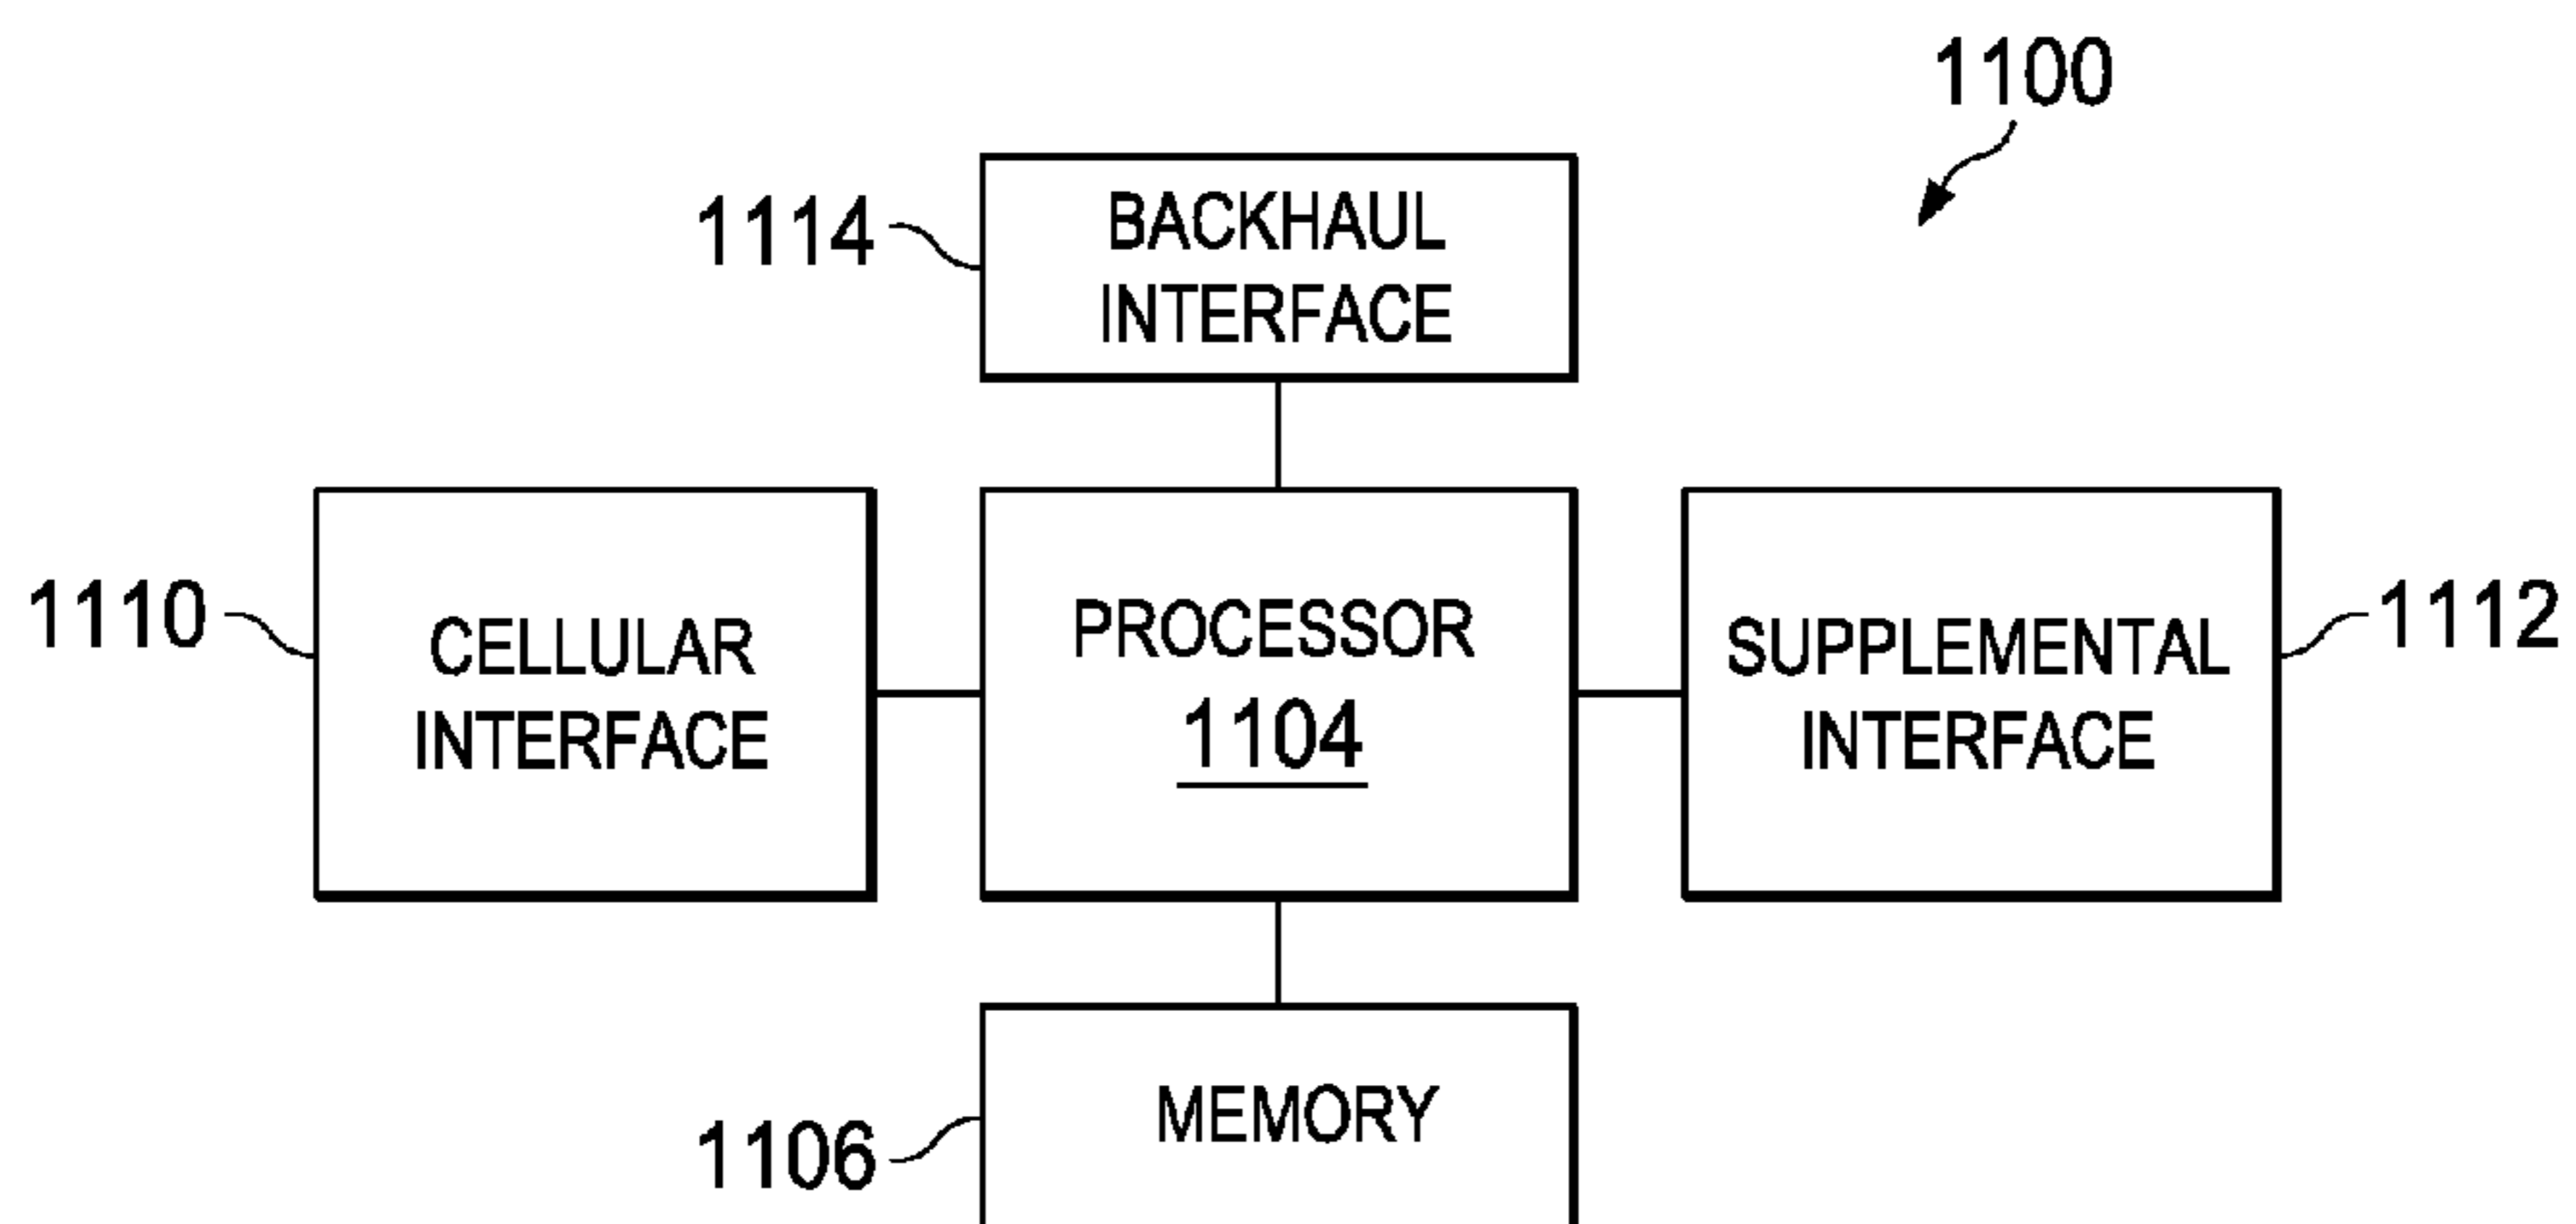 1100
1114
BACKHAUL
INTERFACE
1110
CELLULAR
INTERFACE
PROCESSOR
1104
SUPPLEMENTAL
INTERFACE
1112
MEMORY
1106